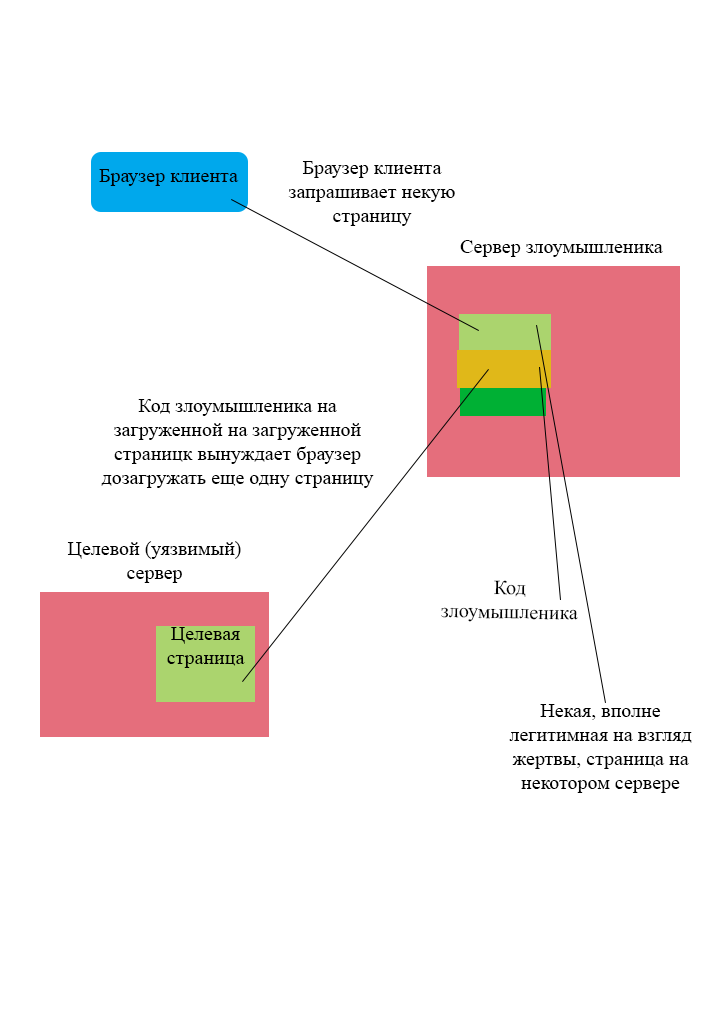 Браузер клиента
Браузер клиента
запрашивает некую
страницу
Сервер злоумышленика
Код злоумышленика на
загруженной на загруженной
страницк вынуждает браузер
дозагружать еще одну страницу
Целевой (уязвимый)
сервер
Целевая
страница
Код
злоумышленика
Некая, вполне
легитимная на взгляд
жертвы, страница на
некотором сервере